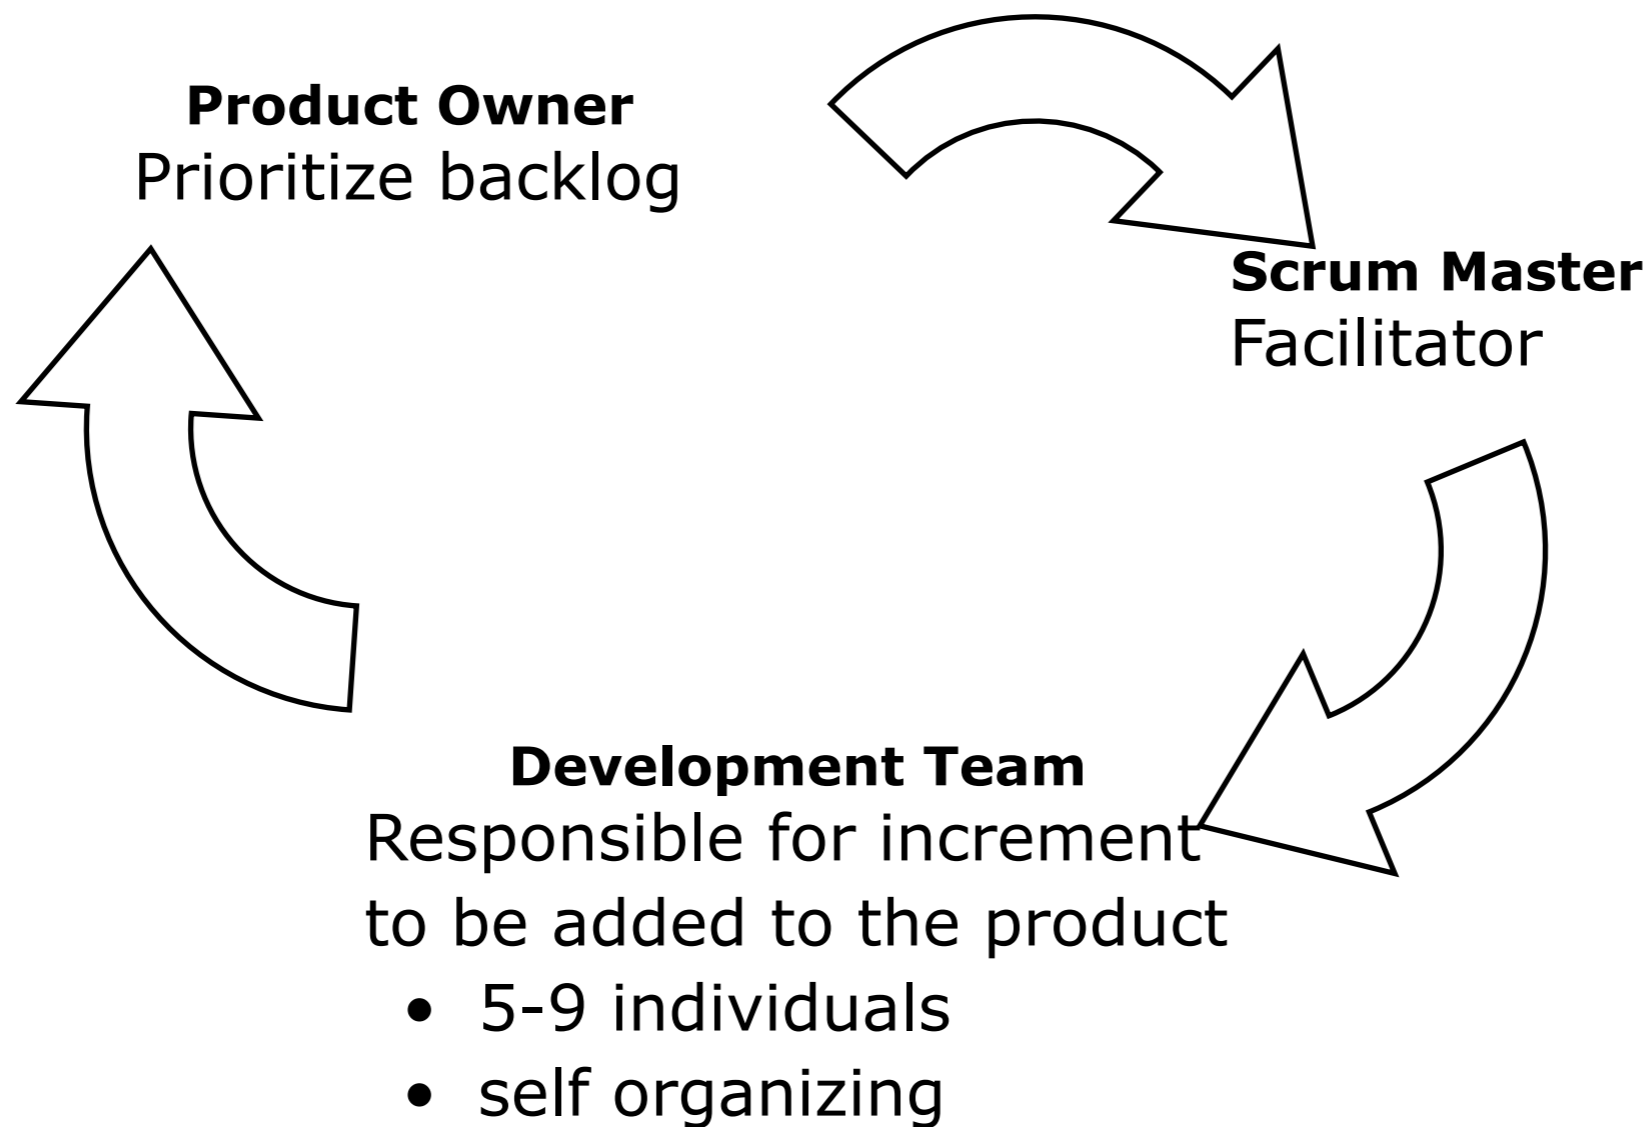 Product Owner
Prioritize backlog
Scrum Master
Facilitator
Development Team
Responsible for increment
to be added to the product
• 5-9 individuals
• self organizing